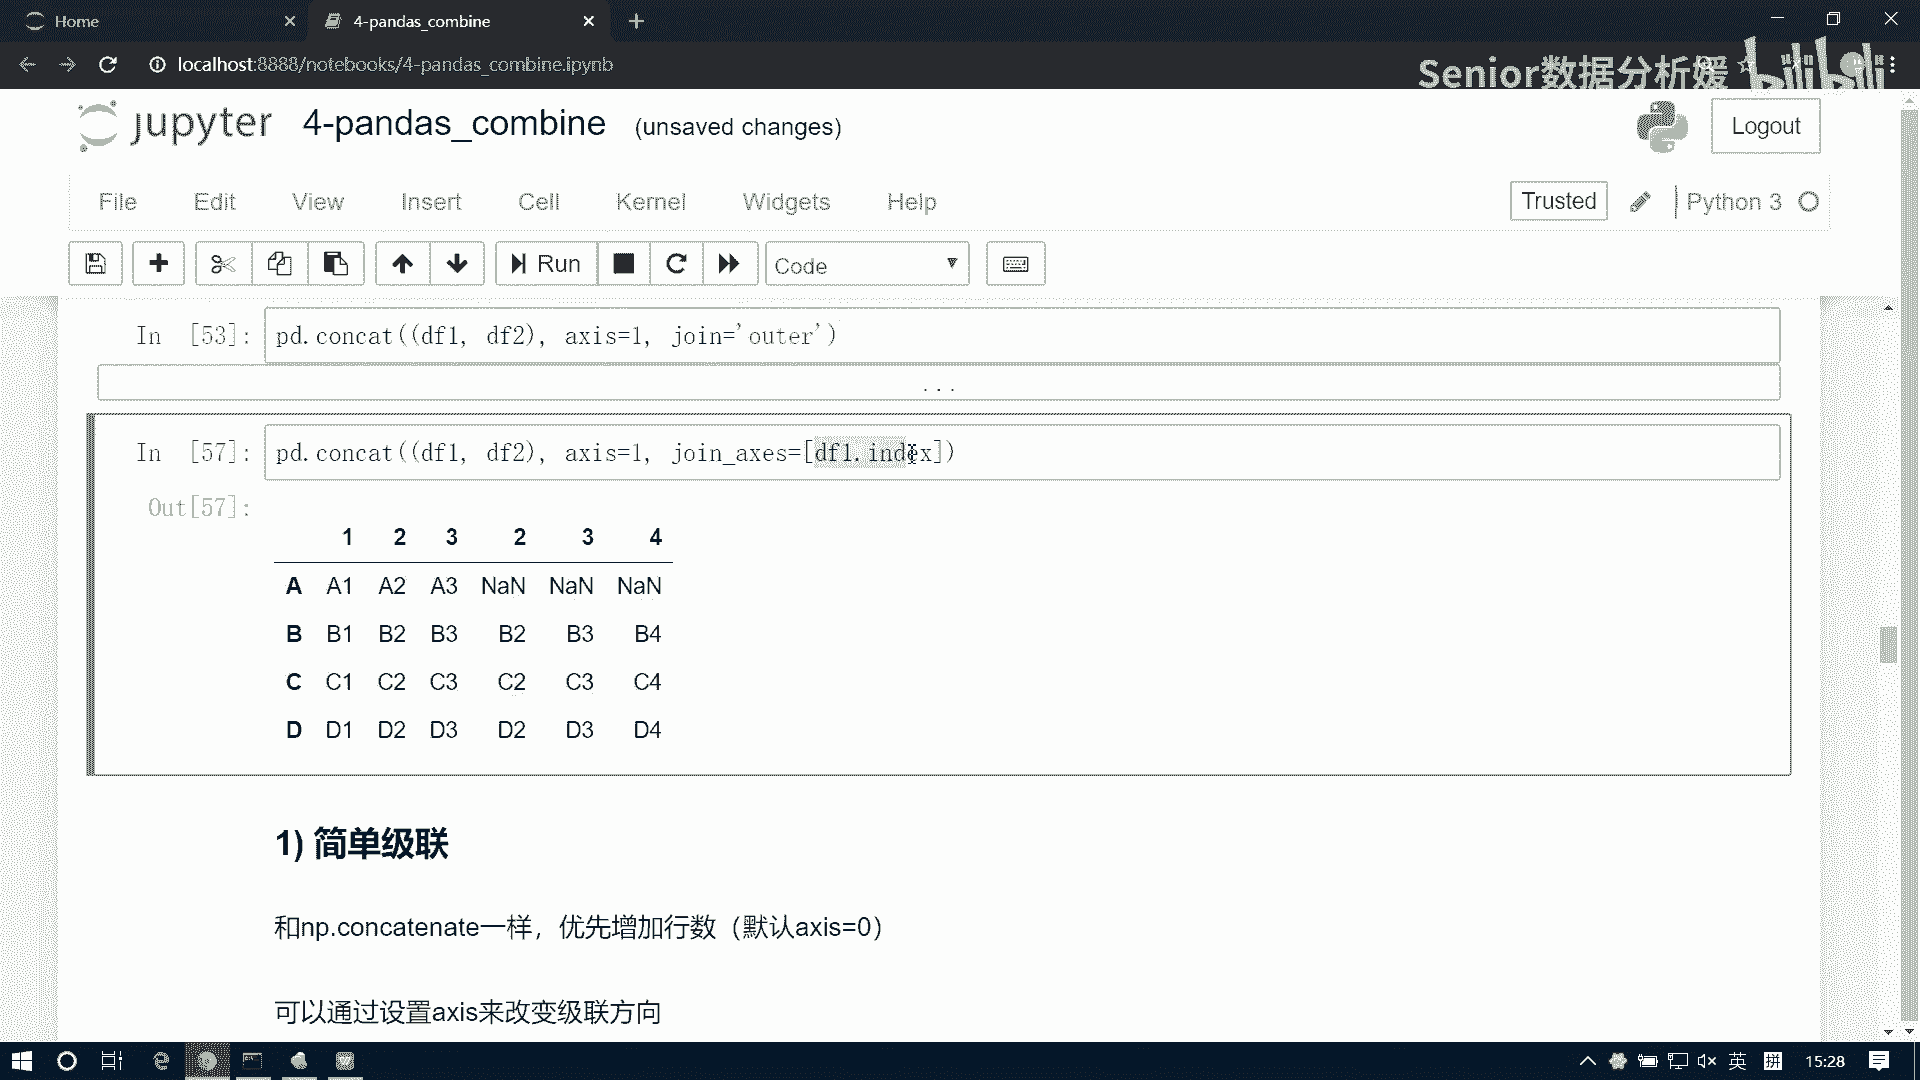 Home
4-pandas_combine
localhost:8888/notebooks/4-pandas_combine.ipynb
Senior数据分析媛
bilibili
jupyter 4-pandas_combine (unsaved changes)
Logout
File Edit View Insert Cell Kernel Widgets Help
Trusted
Python 3
Run
Code
In [53]: pd.concat((df1, df2), axis=1, join='outer')
...
In [57]: pd.concat((df1, df2), axis=1, join_axes=[df1.index])
Out[57]:
1 2 3 2 3 4
A A1 A2 A3 NaN NaN NaN
B B1 B2 B3 B2 B3 B4
C C1 C2 C3 C2 C3 C4
D D1 D2 D3 D2 D3 D4
1) 简单级联
和np.concatenate一样，优先增加行数（默认axis=0）
可以通过设置axis来改变级联方向
英
拼
15:28